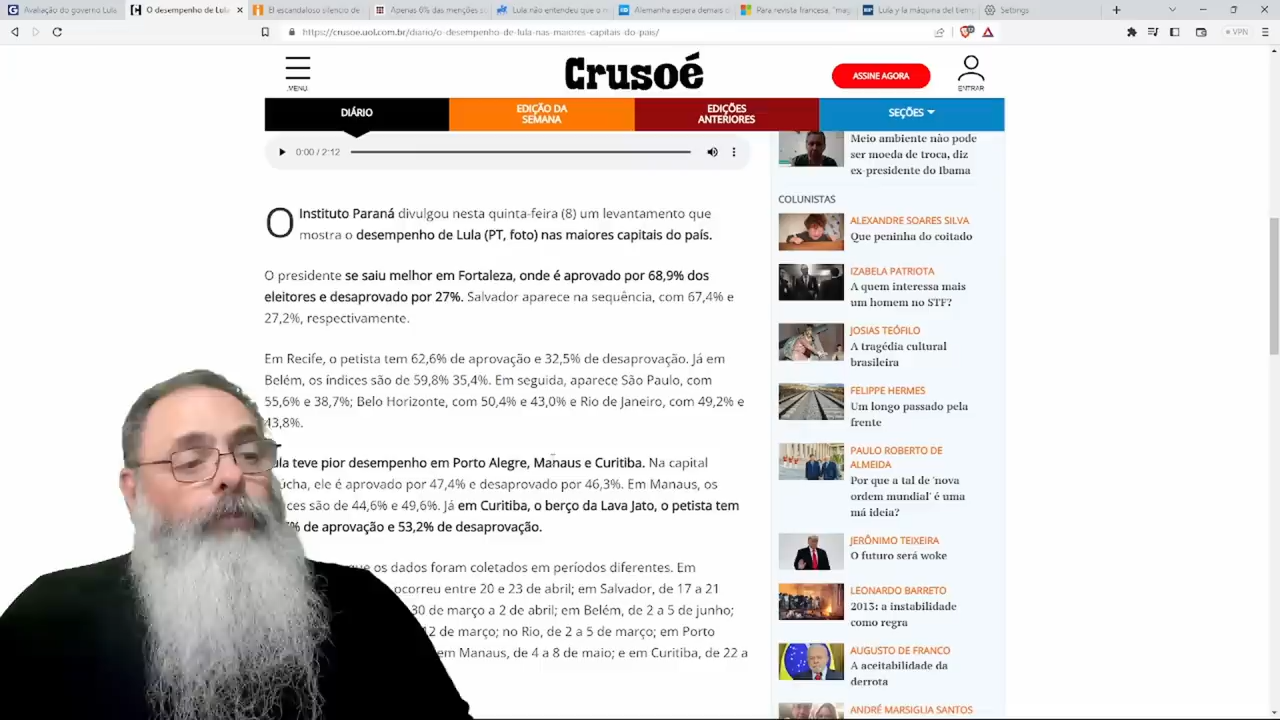 Avaliação do governo Lula
O desempenho de Lula
El escandaloso silencio de
Apenas 6% das menções
Lula não entendeu que o
Alemanha espera demais
Para revista francesa, "ma
Lula y la máquina del tiem
Settings
https://crusoe.uol.com.br/diario/o-desempenho-de-lula-nas-maiores-capitais-do-pais/
VPN
MENU
Crusoé
ASSINE AGORA
ENTRAR
DIÁRIO
EDIÇÃO DA
SEMANA
EDIÇÕES
ANTERIORES
SEÇÕES
0:00 / 2:12
O Instituto Paraná divulgou nesta quinta-feira (8) um levantamento que
mostra o desempenho de Lula (PT, foto) nas maiores capitais do país.
O presidente se saiu melhor em Fortaleza, onde é aprovado por 68,9% dos
eleitores e desaprovado por 27%. Salvador aparece na sequência, com 67,4% e
27,2%, respectivamente.
Em Recife, o petista tem 62,6% de aprovação e 32,5% de desaprovação. Já em
Belém, os índices são de 59,8% 35,4%. Em seguida, aparece São Paulo, com
55,6% e 38,7%; Belo Horizonte, com 50,4% e 43,0% e Rio de Janeiro, com 49,2% e
43,8%.
teve pior desempenho em Porto Alegre, Manaus e Curitiba. Na capital
ele é aprovado por 47,4% e desaprovado por 46,3%. Em Manaus, os
são de 44,6% e 49,6%. Já em Curitiba, o berço da Lava Jato, o petista tem
de aprovação e 53,2% de desaprovação.
que os dados foram coletados em períodos diferentes. Em
ocorreu entre 20 e 23 de abril; em Salvador, de 17 a 21
30 de março a 2 de abril; em Belém, de 2 a 5 de junho;
12 de março; no Rio, de 2 a 5 de março; em Porto
em Manaus, de 4 a 8 de maio; e em Curitiba, de 22 a
Meio ambiente não pode
ser moeda de troca, diz
ex-presidente do Ibama
COLUNISTAS
ALEXANDRE SOARES SILVA
Que peninha do coitado
IZABELA PATRIOTA
A quem interessa mais
um homem no STF?
JOSIAS TEÓFILO
A tragédia cultural
brasileira
FELIPPE HERMES
Um longo passado pela
frente
PAULO ROBERTO DE
ALMEIDA
Por que a tal de 'nova
ordem mundial' é uma
má ideia?
JERÔNIMO TEIXEIRA
O futuro será woke
LEONARDO BARRETO
2013: a instabilidade
como regra
AUGUSTO DE FRANCO
A aceitabilidade da
derrota
ANDRÉ MARSIGLIA SANTOS